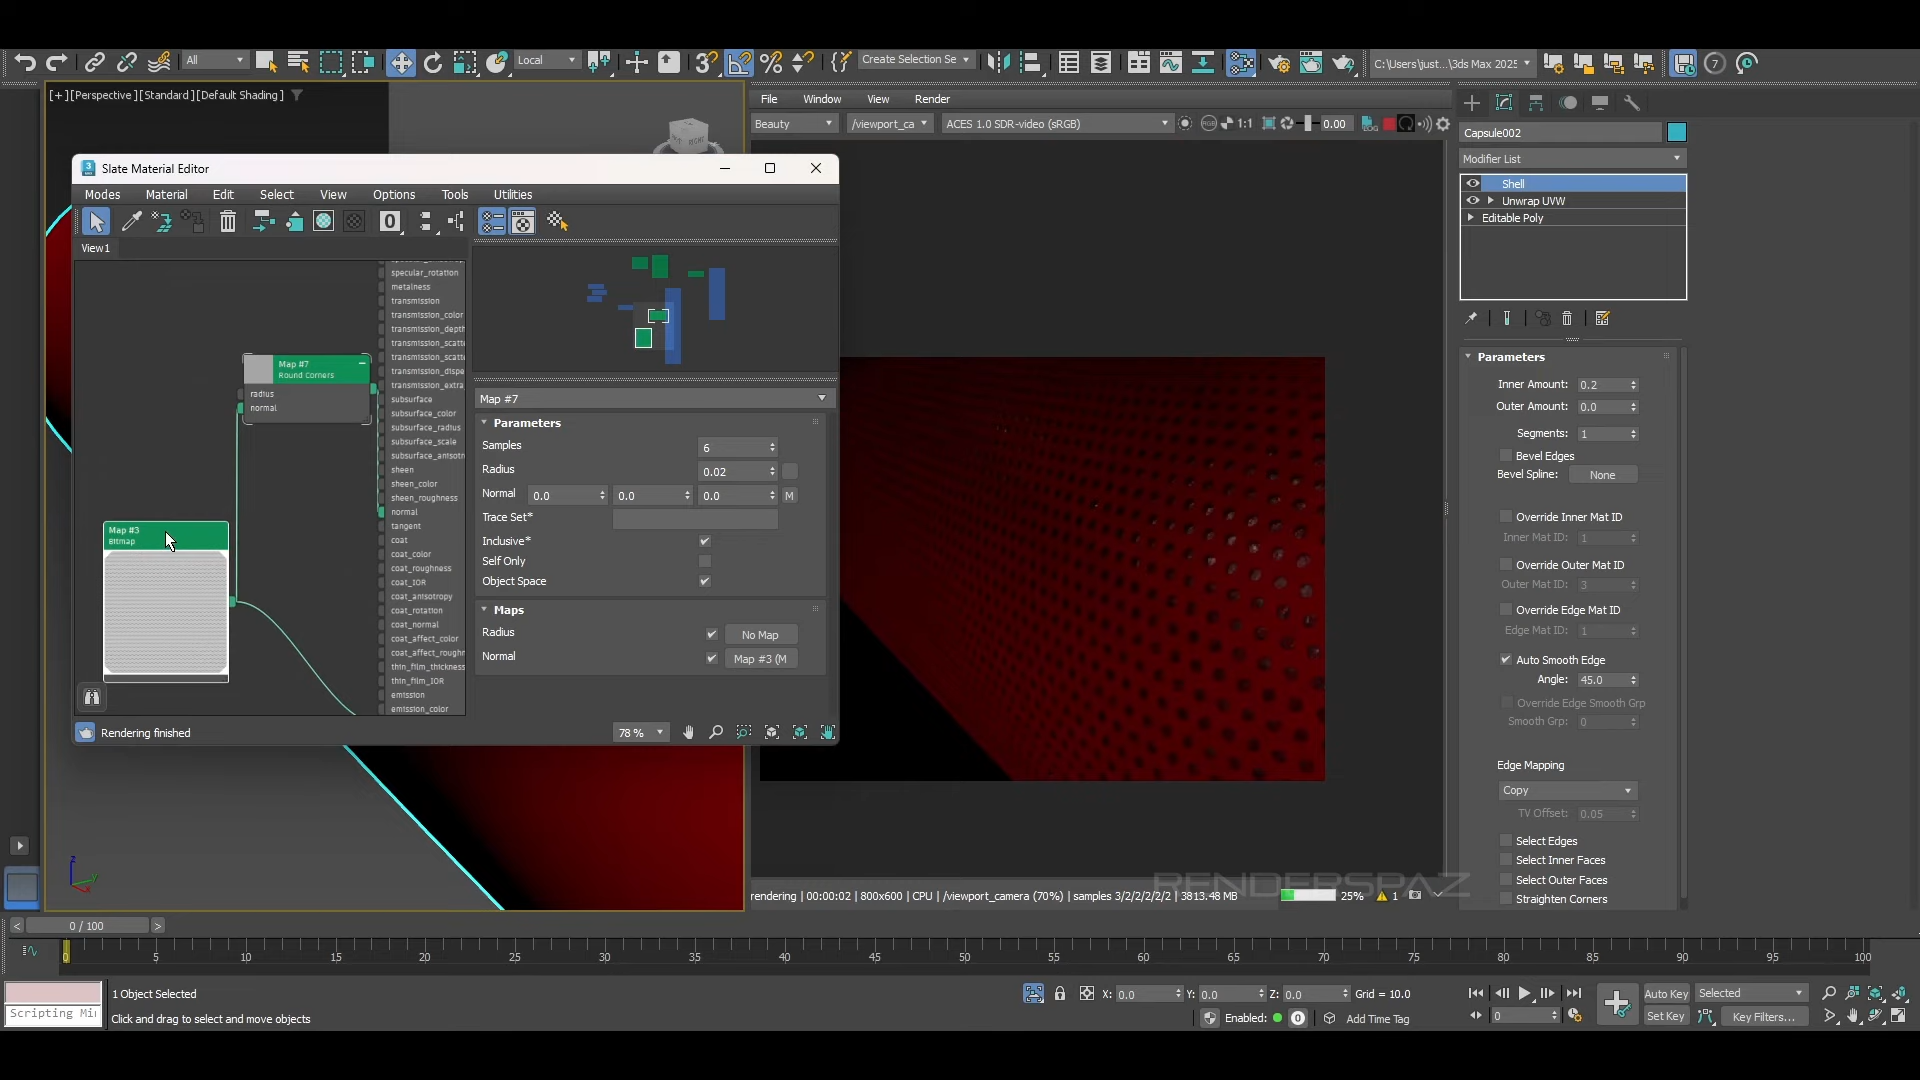 All
Local
Create Selection Se
C:\Users\just...\3ds Max 2025
7
[+][Perspective][Standard][Default Shading]
File Window View Render
Beauty /viewport_ca ACES 1.0 SDR-video (sRGB) 1:1 0.00
Capsule002
Modifier List
Shell
Unwrap UVW
Editable Poly
Slate Material Editor
Modes Material Edit Select View Options Tools Utilities
View1
specular_rotation
metalness
transmission
transmission_color
transmission_depth
transmission_scatt
transmission_scatt
transmission_dispe
transmission_extra
subsurface
subsurface_color
subsurface_radius
subsurface_scale
subsurface_anisotr
sheen
sheen_color
sheen_roughness
normal
tangent
coat
coat_color
coat_roughness
coat_IOR
coat_anisotropy
coat_rotation
coat_normal
coat_affect_color
coat_affect_rough
thin_film_thickness
thin_film_IOR
emission
emission_color
Map #7
Round Corners
radius
normal
Map #3
Bitmap
Map #7
Parameters
Samples 6
Radius 0.02
Normal 0.0 0.0 0.0 M
Trace Set*
Inclusive*
Self Only
Object Space
Maps
Radius No Map
Normal Map #3 (M
Rendering finished 78 %
Parameters
Inner Amount: 0.2
Outer Amount: 0.0
Segments: 1
Bevel Edges
Bevel Spline: None
Override Inner Mat ID
Inner Mat ID: 1
Override Outer Mat ID
Outer Mat ID: 3
Override Edge Mat ID
Edge Mat ID: 1
Auto Smooth Edge
Angle: 45.0
Override Edge Smooth Grp
Smooth Grp: 0
Edge Mapping
Copy
TV Offset: 0.05
Select Edges
Select Inner Faces
Select Outer Faces
Straighten Corners
RENDERSPAZ
rendering | 00:00:02 | 800x600 | CPU | /viewport_camera (70%) | samples 3/2/2/2/2/2 | 3813.48 MB 25% 1
z y x
< 0 / 100 >
0 5 10 15 20 25 30 35 40 45 50 55 60 65 70 75 80 85 90 95 100
Scripting Mi
1 Object Selected
Click and drag to select and move objects
X: 0.0 Y: 0.0 Z: 0.0 Grid = 10.0
Enabled: 0 Add Time Tag
Auto Key Selected
0 Set Key Key Filters...